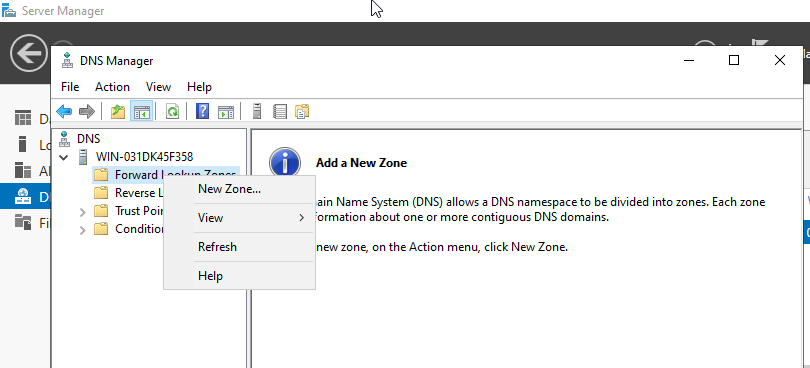 Server Manager
DNS Manager
File Action View Help
DNS
WIN-031DK45F358
Forward Lookup Zones
Reverse L
Trust Poin
Condition
New Zone...
View
Refresh
Help
Add a New Zone
ain Name System (DNS) allows a DNS namespace to be divided into zones. Each zone
formation about one or more contiguous DNS domains.
new zone, on the Action menu, click New Zone.
Da
Lo
Al
D
Fi